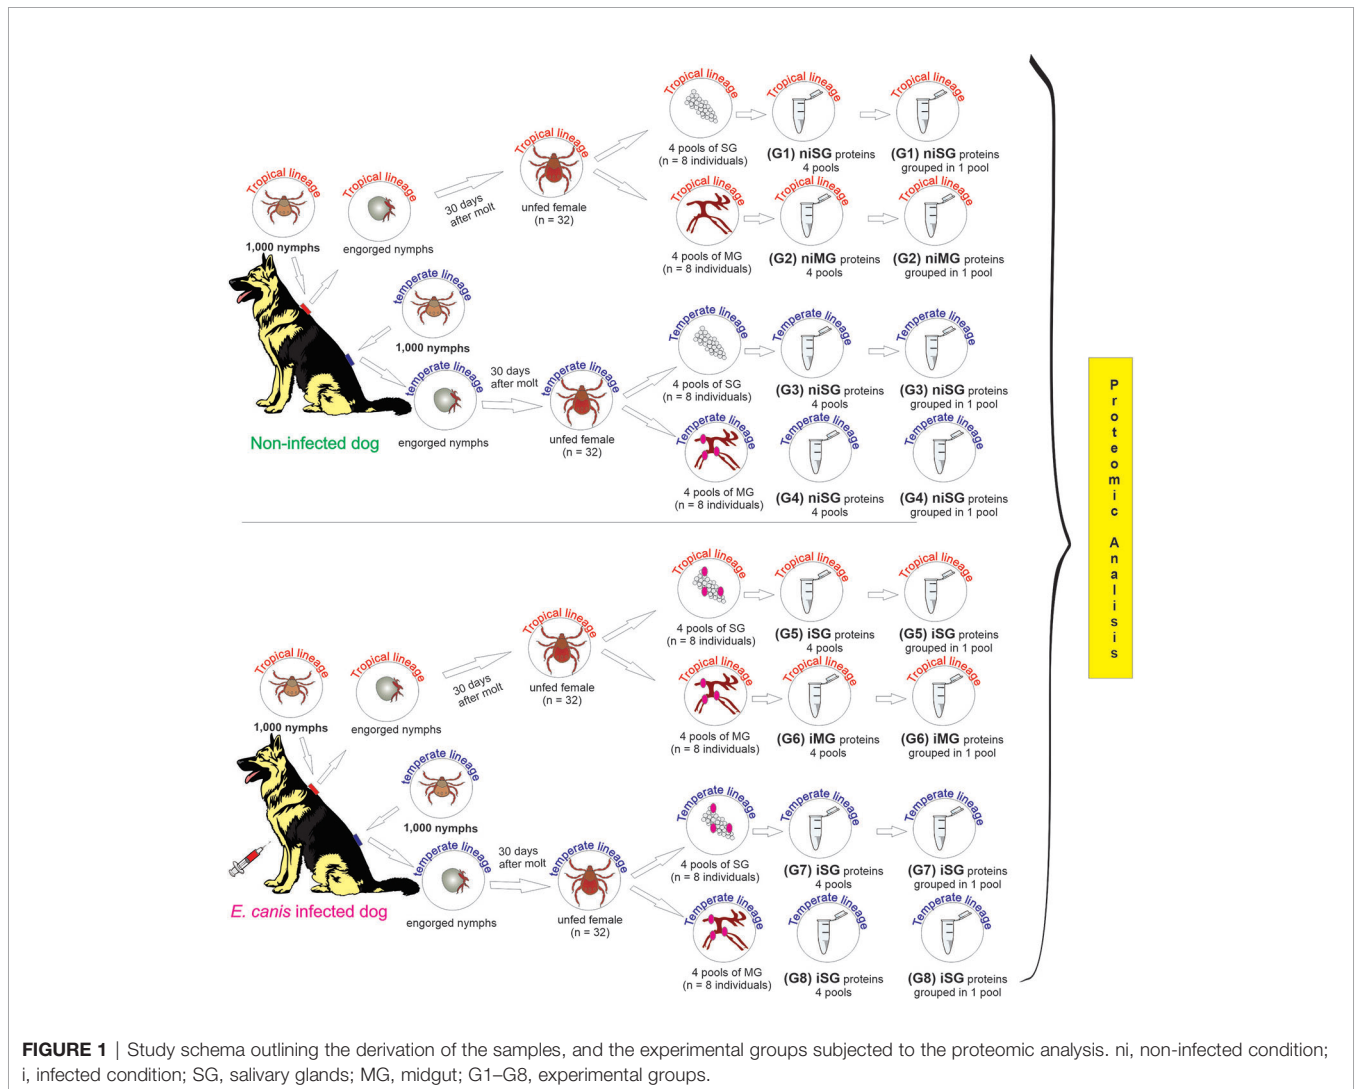 Tropical lineage
1,000 nymphs
Tropical lineage
engorged nymphs
30 days
after molt
Tropical lineage
unfed female
(n = 32)
Tropical lineage
4 pools of SG
(n = 8 individuals)
Tropical lineage
(G1) niSG proteins
4 pools
Tropical lineage
(G1) niSG proteins
grouped in 1 pool
Tropical lineage
4 pools of MG
(n = 8 individuals)
Tropical lineage
(G2) niMG proteins
4 pools
Tropical lineage
(G2) niMG proteins
grouped in 1 pool
temperate lineage
1,000 nymphs
temperate lineage
engorged nymphs
30 days
after molt
temperate lineage
unfed female
(n = 32)
Temperate lineage
4 pools of SG
(n = 8 individuals)
Temperate lineage
(G3) niSG proteins
4 pools
Temperate lineage
(G3) niSG proteins
grouped in 1 pool
Temperate lineage
4 pools of MG
(n = 8 individuals)
Temperate lineage
(G4) niSG proteins
4 pools
Temperate lineage
(G4) niSG proteins
grouped in 1 pool
Non-infected dog
Tropical lineage
1,000 nymphs
Tropical lineage
engorged nymphs
30 days
after molt
Tropical lineage
unfed female
(n = 32)
Tropical lineage
4 pools of SG
(n = 8 individuals)
Tropical lineage
(G5) iSG proteins
4 pools
Tropical lineage
(G5) iSG proteins
grouped in 1 pool
Tropical lineage
4 pools of MG
(n = 8 individuals)
Tropical lineage
(G6) iMG proteins
4 pools
Tropical lineage
(G6) iMG proteins
grouped in 1 pool
temperate lineage
1,000 nymphs
temperate lineage
engorged nymphs
30 days
after molt
temperate lineage
unfed female
(n = 32)
Temperate lineage
4 pools of SG
(n = 8 individuals)
Temperate lineage
(G7) iSG proteins
4 pools
Temperate lineage
(G7) iSG proteins
grouped in 1 pool
Temperate lineage
4 pools of MG
(n = 8 individuals)
Temperate lineage
(G8) iSG proteins
4 pools
Temperate lineage
(G8) iSG proteins
grouped in 1 pool
E. canis infected dog
Proteomic Analisis
FIGURE 1 | Study schema outlining the derivation of the samples, and the experimental groups subjected to the proteomic analysis. ni, non-infected condition;
i, infected condition; SG, salivary glands; MG, midgut; G1–G8, experimental groups.